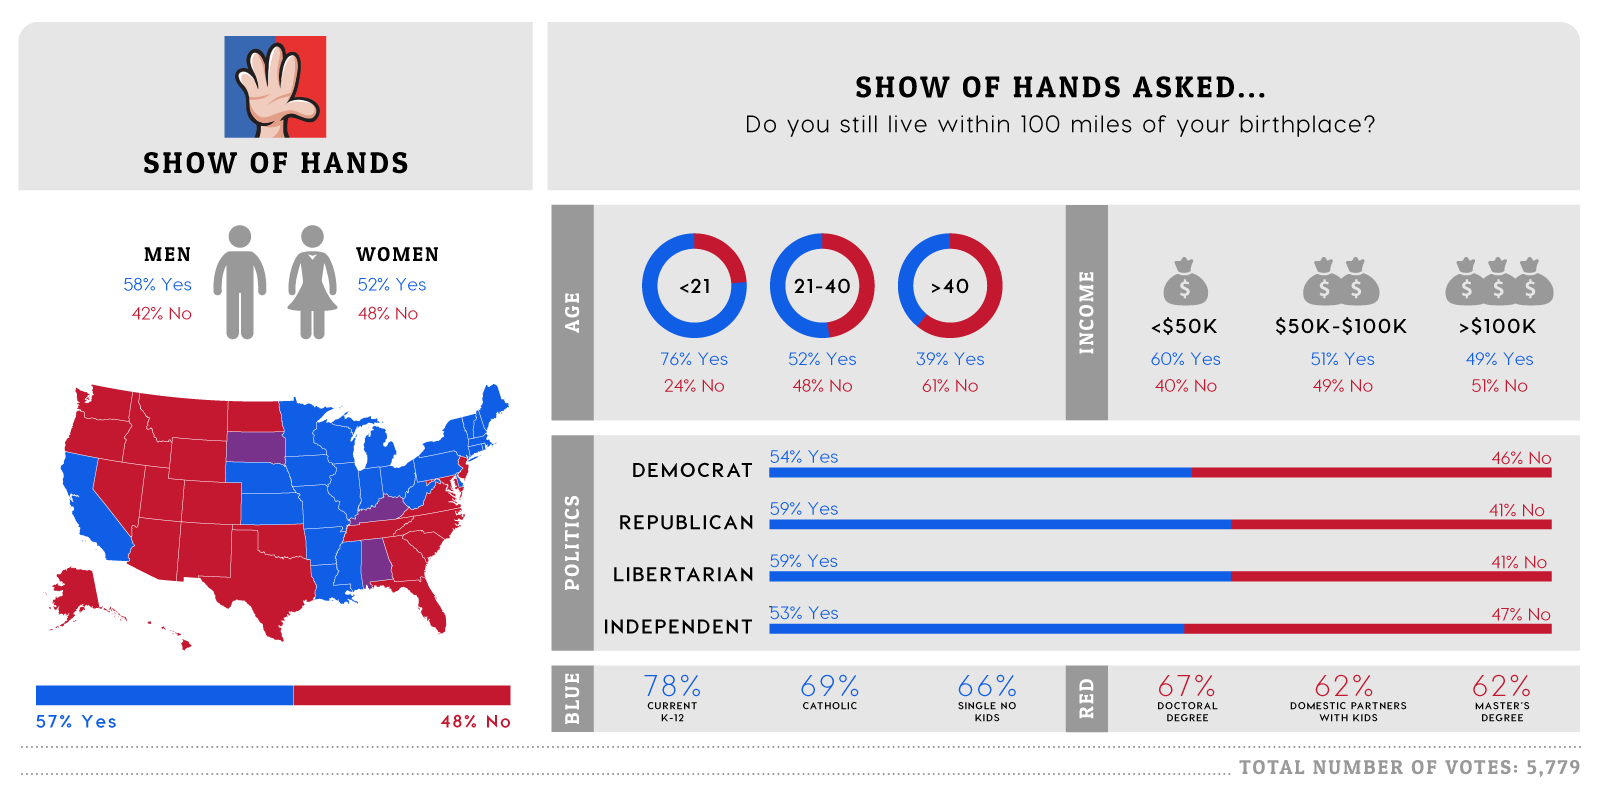 SHOW OF HANDS
SHOW OF HANDS ASKED...
Do you still live within 100 miles of your birthplace?
MEN
58% Yes
42% No
WOMEN
52% Yes
48% No
57% Yes
48% No
AGE
<21
76% Yes
24% No
21-40
52% Yes
48% No
>40
39% Yes
61% No
INCOME
$
<$50K
60% Yes
40% No
$ $
$50K-$100K
51% Yes
49% No
$ $ $
>$100K
49% Yes
51% No
POLITICS
DEMOCRAT
54% Yes
46% No
REPUBLICAN
59% Yes
41% No
LIBERTARIAN
59% Yes
41% No
INDEPENDENT
53% Yes
47% No
BLUE
78%
CURRENT
K-12
69%
CATHOLIC
66%
SINGLE NO
KIDS
RED
67%
DOCTORAL
DEGREE
62%
DOMESTIC PARTNERS
WITH KIDS
62%
MASTER'S
DEGREE
TOTAL NUMBER OF VOTES: 5,779